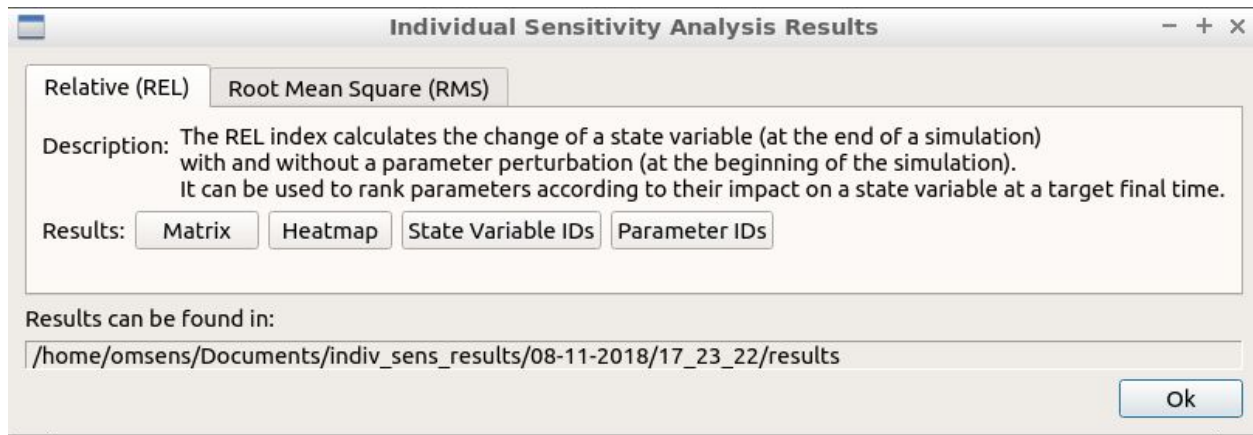 Individual Sensitivity Analysis Results
Relative (REL) Root Mean Square (RMS)
Description: The REL index calculates the change of a state variable (at the end of a simulation)
with and without a parameter perturbation (at the beginning of the simulation).
It can be used to rank parameters according to their impact on a state variable at a target final time.
Results: Matrix Heatmap State Variable IDs Parameter IDs
Results can be found in:
/home/omsens/Documents/indiv_sens_results/08-11-2018/17_23_22/results
Ok